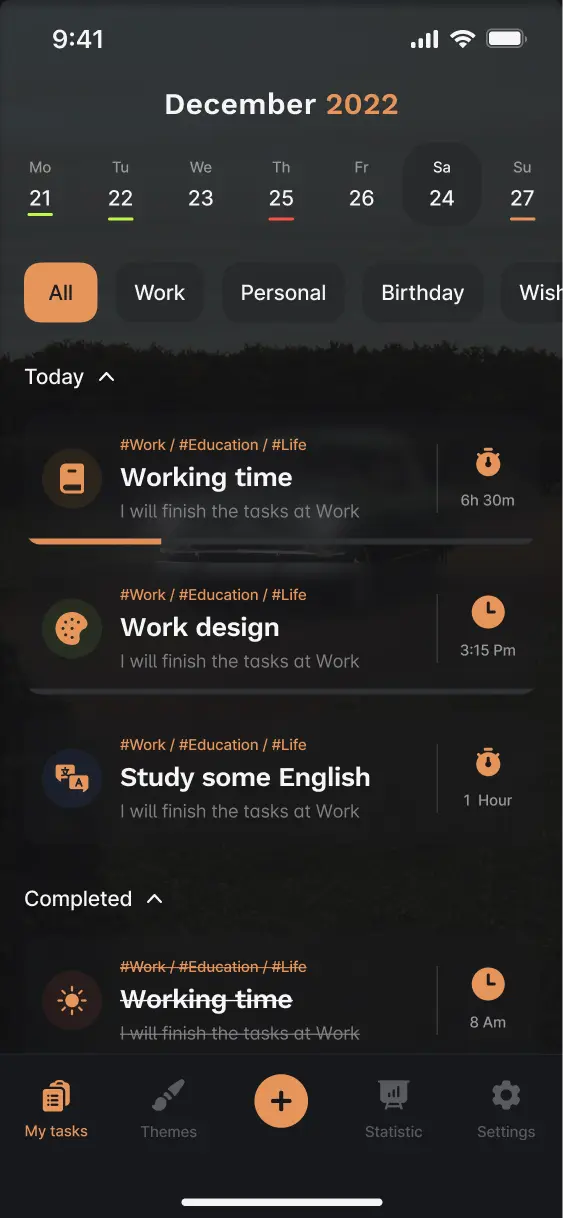 9:41
December 2022
Mo Tu We Th Fr Sa Su
21 22 23 25 26 24 27
All Work Personal Birthday Wish
Today
#Work / #Education / #Life
Working time
I will finish the tasks at Work
6h 30m
#Work / #Education / #Life
Work design
I will finish the tasks at Work
3:15 Pm
#Work / #Education / #Life
Study some English
I will finish the tasks at Work
1 Hour
Completed
#Work / #Education / #Life
Working time
I will finish the tasks at Work
8 Am
My tasks Themes Statistic Settings